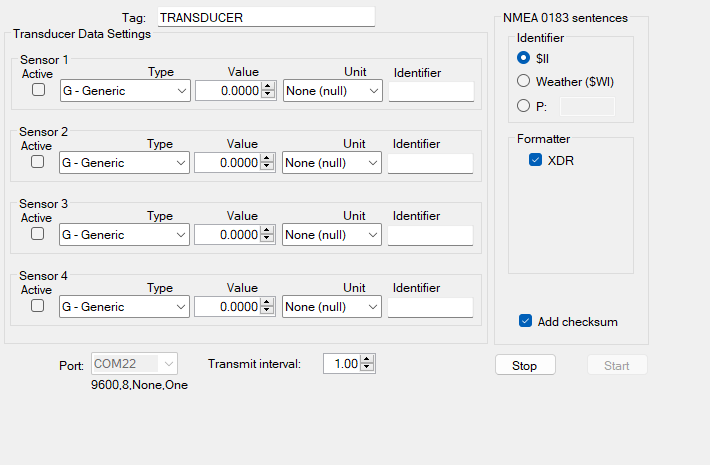 Tag: TRANSDUCER
Transducer Data Settings
Sensor 1
Active Type Value Unit Identifier
G - Generic 0.0000 None (null)
Sensor 2
Active Type Value Unit Identifier
G - Generic 0.0000 None (null)
Sensor 3
Active Type Value Unit Identifier
G - Generic 0.0000 None (null)
Sensor 4
Active Type Value Unit Identifier
G - Generic 0.0000 None (null)
Port: COM22 Transmit interval: 1.00
9600,8,None,One
NMEA 0183 sentences
Identifier
$II
Weather ($WI)
P:
Formatter
XDR
Add checksum
Stop Start